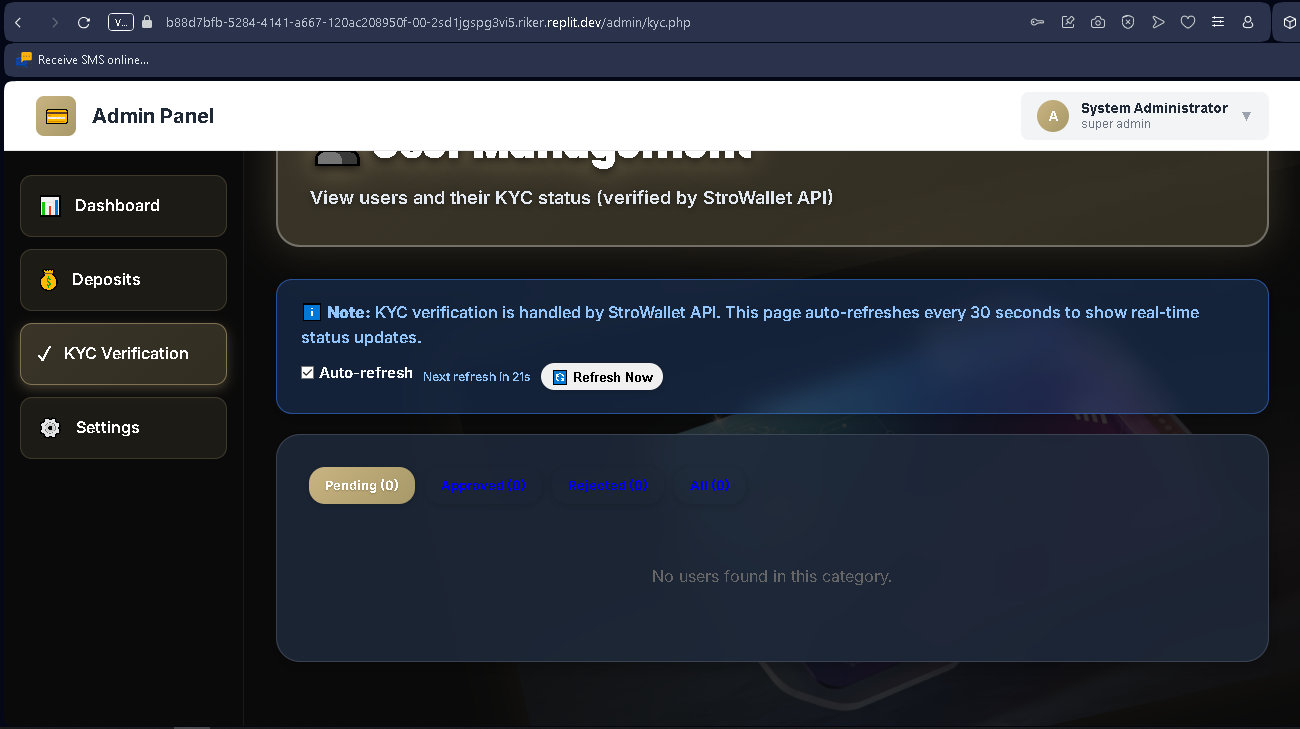 V...
b88d7bfb-5284-4141-a667-120ac208950f-00-2sd1jgspg3vi5.riker.replit.dev/admin/kyc.php
Receive SMS online...
Admin Panel
A
System Administrator
super admin
User Management
View users and their KYC status (verified by StroWallet API)
Dashboard
Deposits
KYC Verification
Settings
Note: KYC verification is handled by StroWallet API. This page auto-refreshes every 30 seconds to show real-time
status updates.
Auto-refresh
Next refresh in 21s
Refresh Now
Pending (0)
Approved (0)
Rejected (0)
All (0)
No users found in this category.